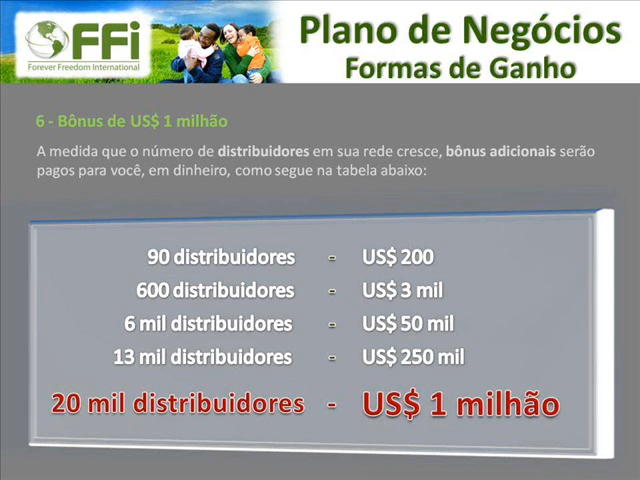 FFi
Forever Freedom International
Plano de Negócios
Formas de Ganho
6 - Bônus de US$ 1 milhão
A medida que o número de distribuidores em sua rede cresce, bônus adicionais serão
pagos para você, em dinheiro, como segue na tabela abaixo:
90 distribuidores - US$ 200
600 distribuidores - US$ 3 mil
6 mil distribuidores - US$ 50 mil
13 mil distribuidores - US$ 250 mil
20 mil distribuidores - US$ 1 milhão